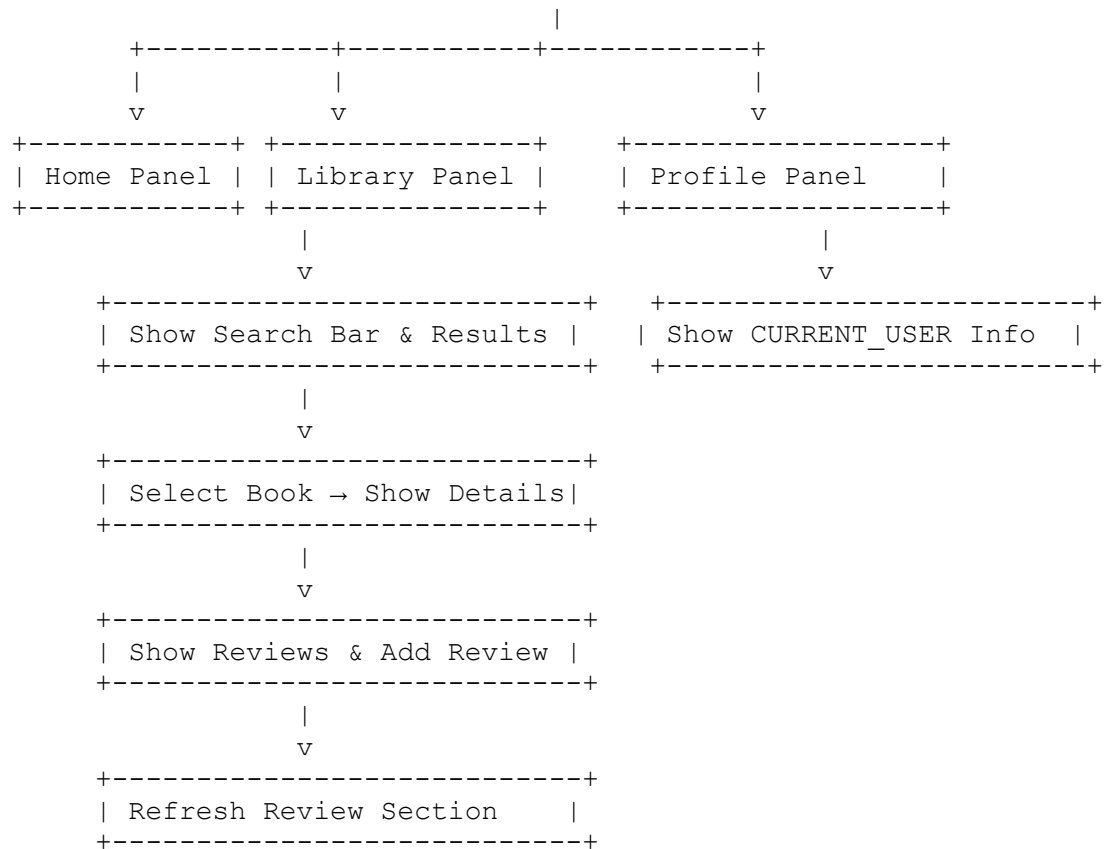 Home Panel Library Panel Profile Panel
Show Search Bar & Results Show CURRENT_USER Info
Select Book → Show Details
Show Reviews & Add Review
Refresh Review Section